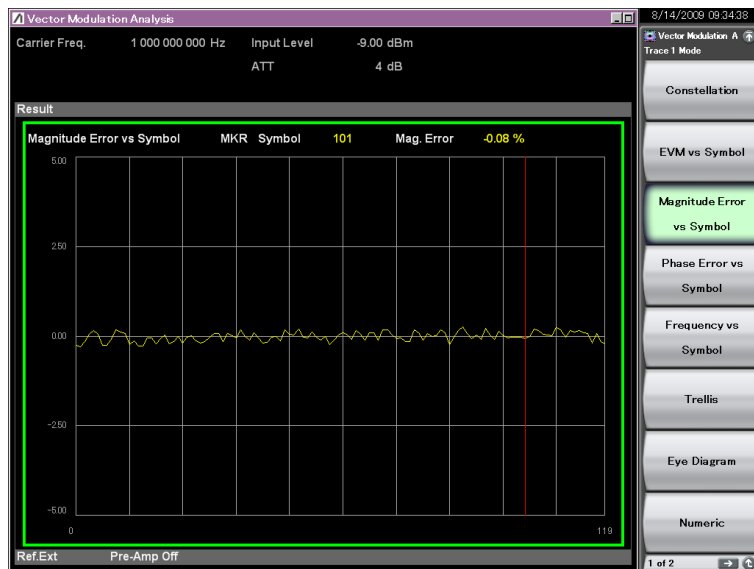 Vector Modulation Analysis
8/14/2009 09:34:38
Carrier Freq. 1 000 000 000 Hz Input Level -9.00 dBm
ATT 4 dB
Result
Magnitude Error vs Symbol MKR Symbol 101 Mag. Error -0.08 %
5.00
2.50
0.00
-2.50
-5.00
0 119
Ref.Ext Pre-Amp Off
Vector Modulation A
Trace 1 Mode
Constellation
EVM vs Symbol
Magnitude Error
vs Symbol
Phase Error vs
Symbol
Frequency vs
Symbol
Trellis
Eye Diagram
Numeric
1 of 2